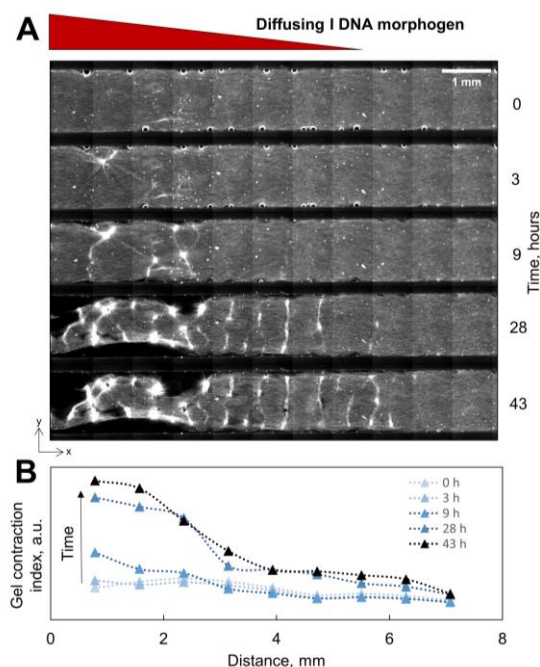 A
Diffusing I DNA morphogen
1 mm
0
3
9
28
43
Time, hours
y
x
B
Gel contraction
index, a.u.
Time
0 h
3 h
9 h
28 h
43 h
0
2
4
6
8
Distance, mm